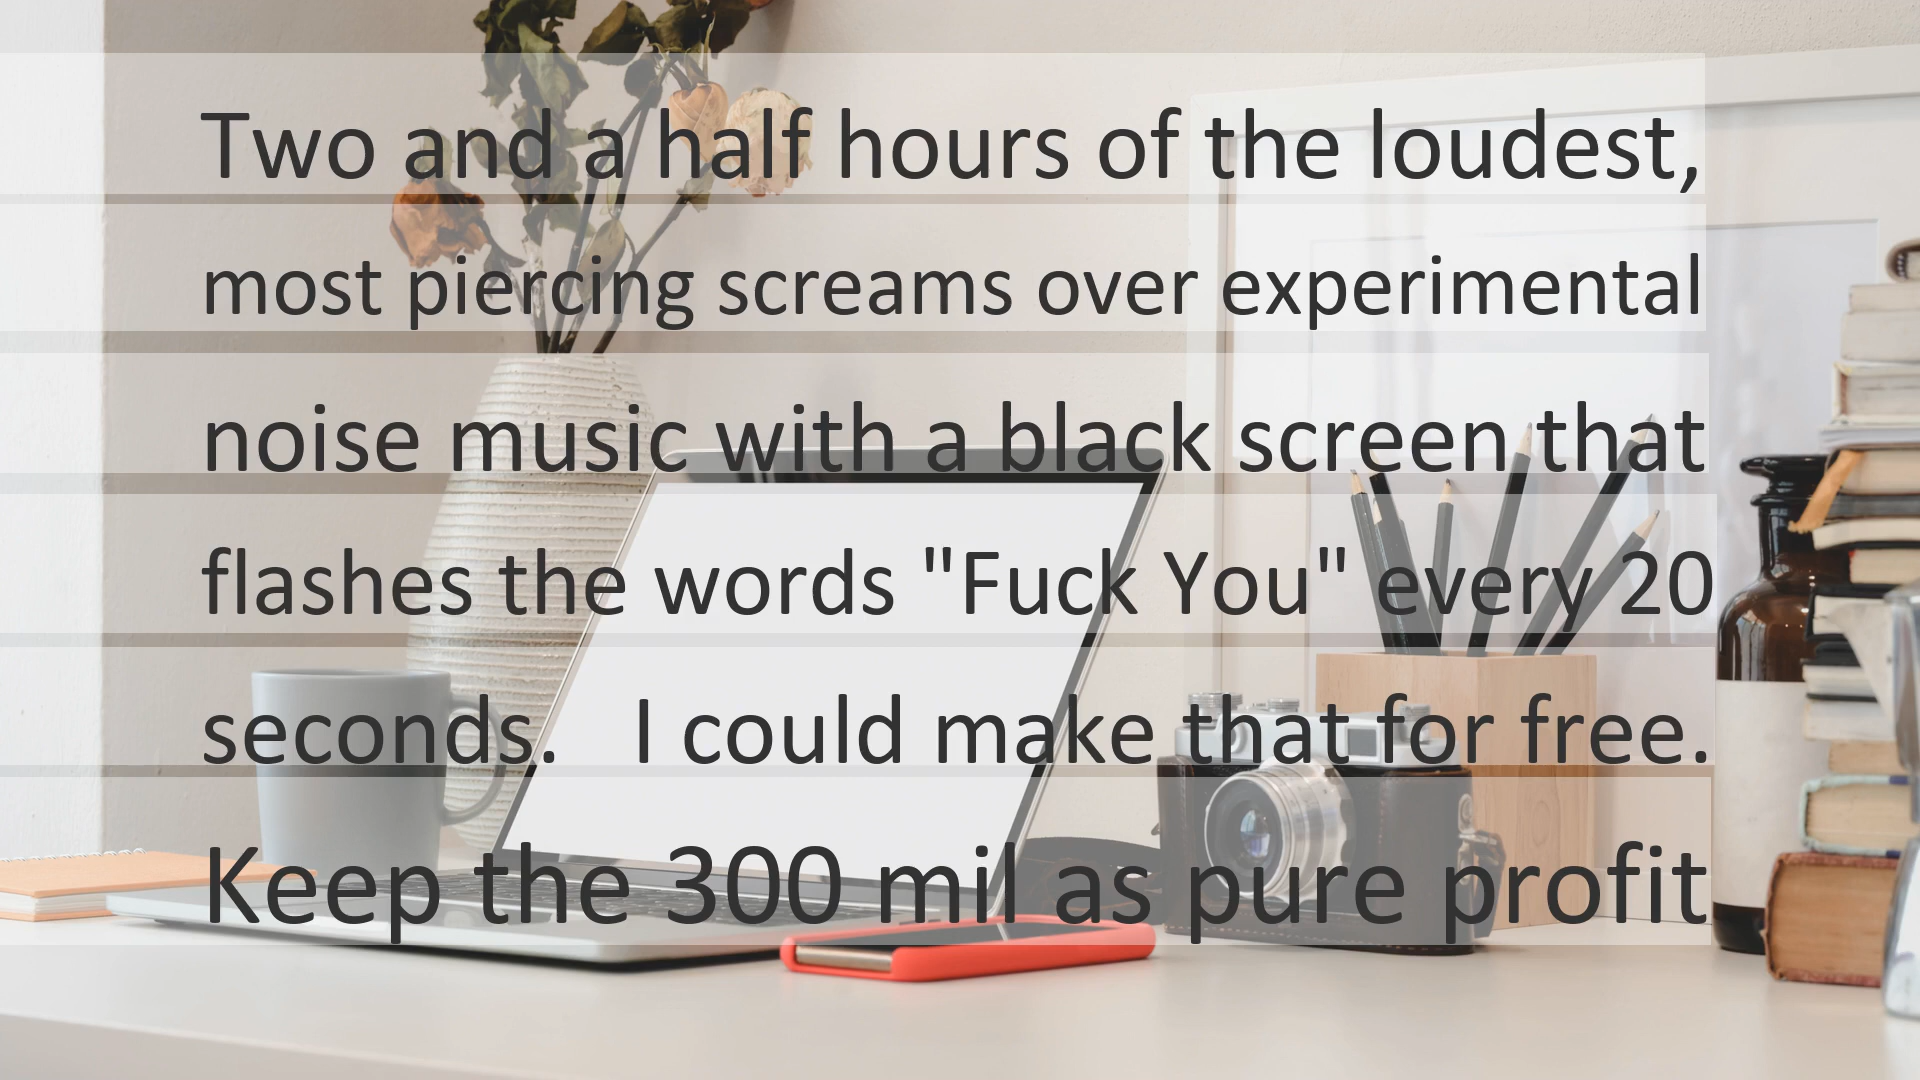 Two and a half hours of the loudest,
most piercing screams over experimental
noise music with a black screen that
flashes the words "Fuck You" every 20
seconds.   I could make that for free.
Keep the 300 mil as pure profit